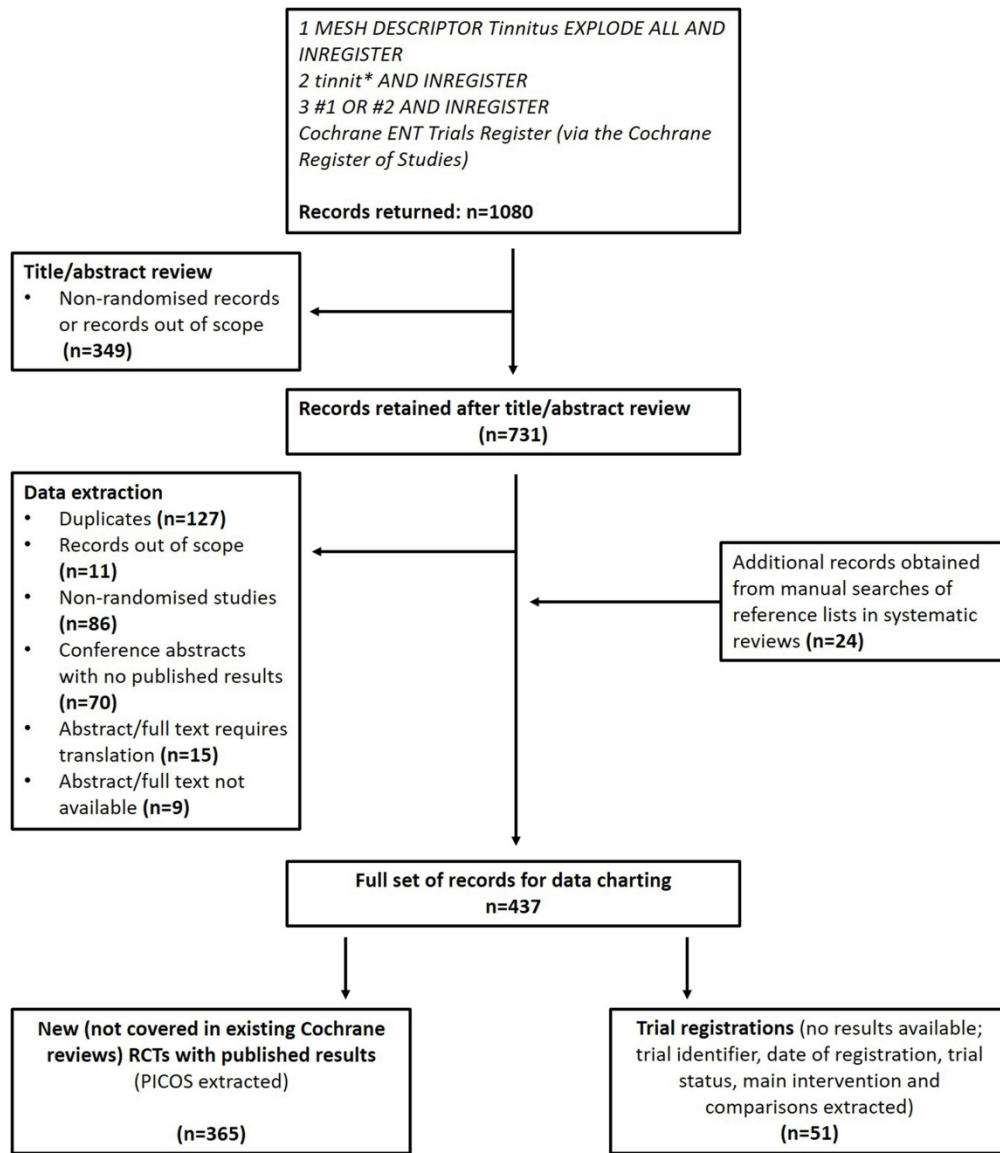 1 MESH DESCRIPTOR Tinnitus EXPLODE ALL AND
INREGISTER
2 tinnit* AND INREGISTER
3 #1 OR #2 AND INREGISTER
Cochrane ENT Trials Register (via the Cochrane
Register of Studies)
Records returned: n=1080
Title/abstract review
• Non-randomised records
or records out of scope
(n=349)
Records retained after title/abstract review
(n=731)
Data extraction
• Duplicates (n=127)
• Records out of scope
(n=11)
• Non-randomised studies
(n=86)
• Conference abstracts
with no published results
(n=70)
• Abstract/full text requires
translation (n=15)
• Abstract/full text not
available (n=9)
Additional records obtained
from manual searches of
reference lists in systematic
reviews (n=24)
Full set of records for data charting
n=437
New (not covered in existing Cochrane
reviews) RCTs with published results
(PICOS extracted)
(n=365)
Trial registrations (no results available;
trial identifier, date of registration, trial
status, main intervention and
comparisons extracted)
(n=51)